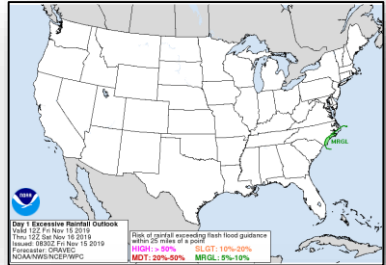 MRGL
NOAA
Day 1 Excessive Rainfall Outlook
Valid 12Z Fri Nov 15 2019
Thru 12Z Sat Nov 16 2019
Issued: 0830Z Fri Nov 15 2019
Forecaster: ORAVEC
NOAA/NWS/NCEP/WPC
Risk of rainfall exceeding flash flood guidance
within 25 miles of a point
HIGH: > 50% SLGT: 10%-20%
MDT: 20%-50% MRGL: 5%-10%